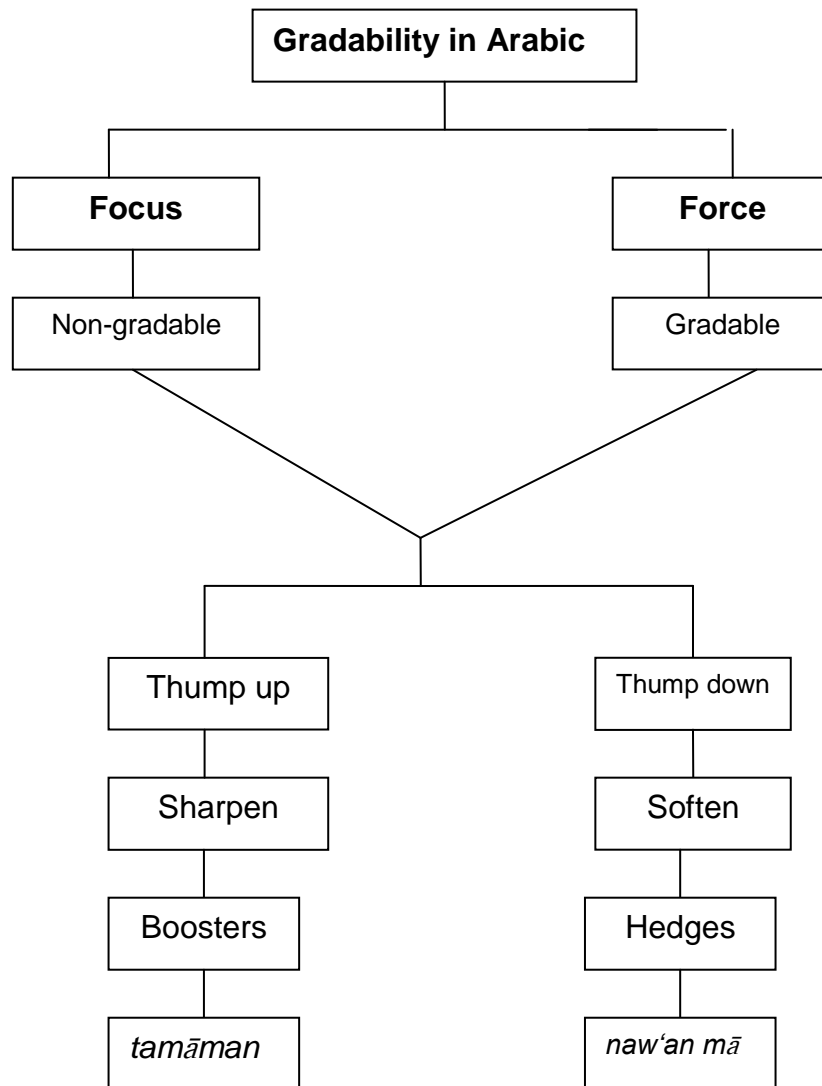 Gradability in Arabic
Focus
Force
Non-gradable
Gradable
Thump up
Thump down
Sharpen
Soften
Boosters
Hedges
tamāman
naw‘an mā